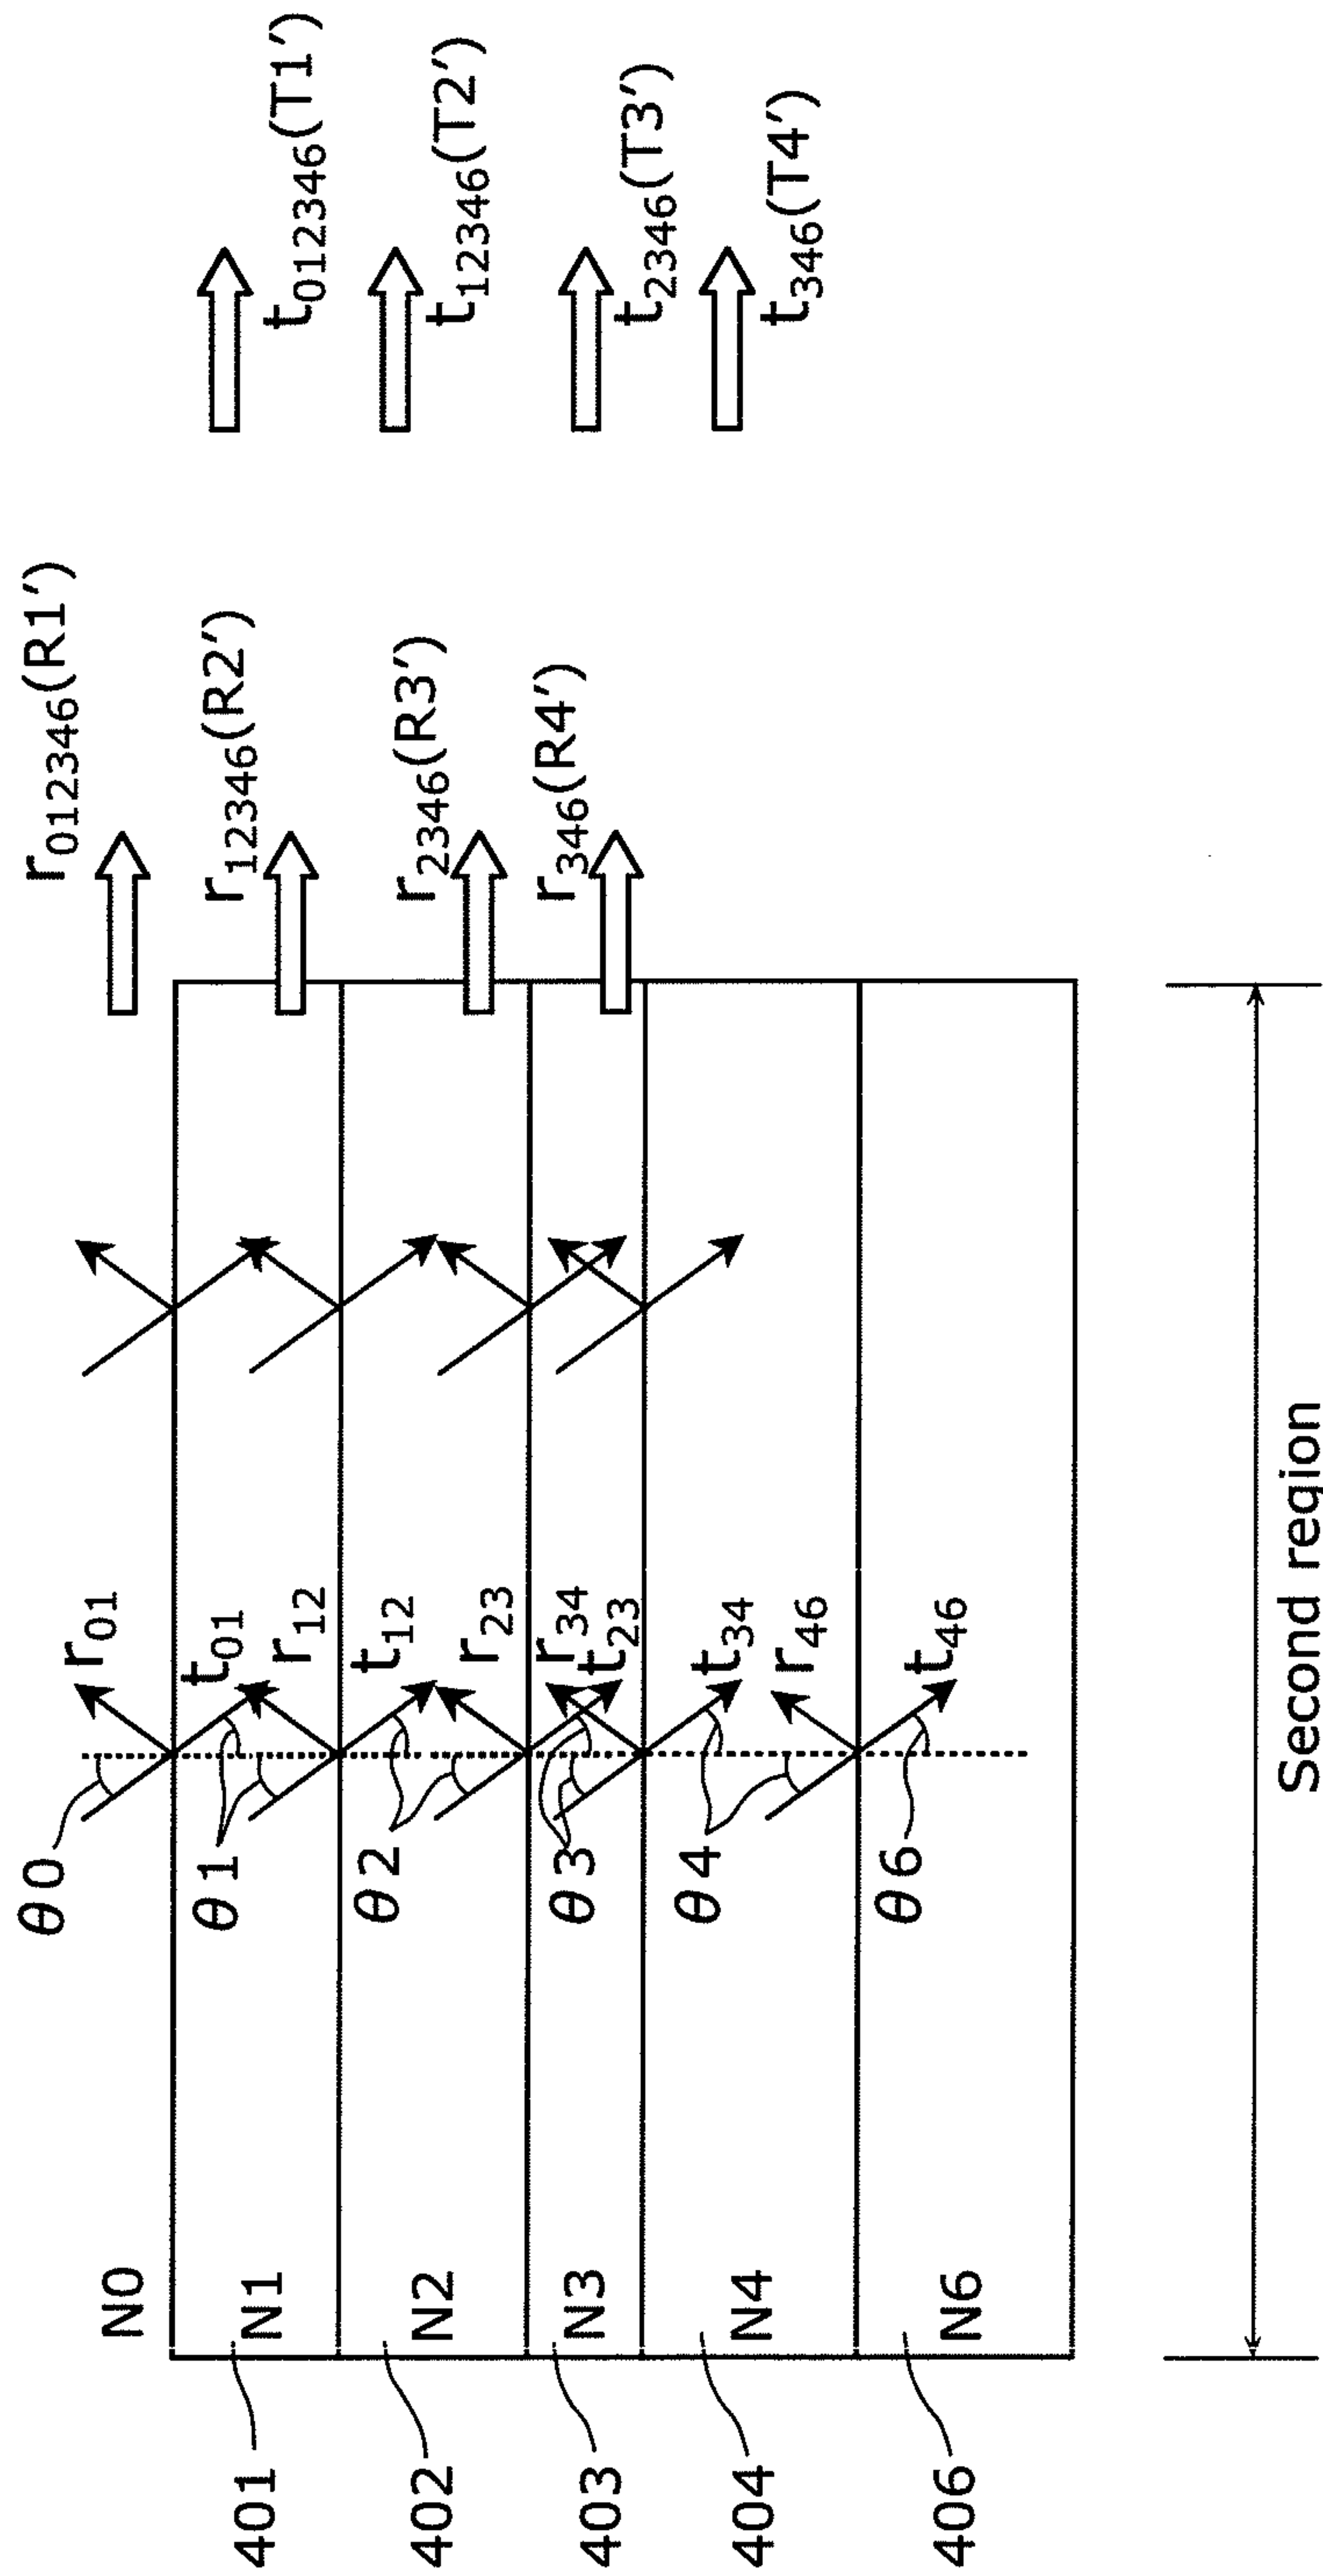 N0
θ0
r01
r012346(R1′)
401
N1
θ1
t01
r12
r12346(R2′)
t012346(T1′)
402
N2
θ2
t12
r23
r2346(R3′)
t12346(T2′)
403
N3
θ3
r34
t23
r346(R4′)
t2346(T3′)
404
N4
θ4
t34
r46
t346(T4′)
406
N6
θ6
t46
Second region